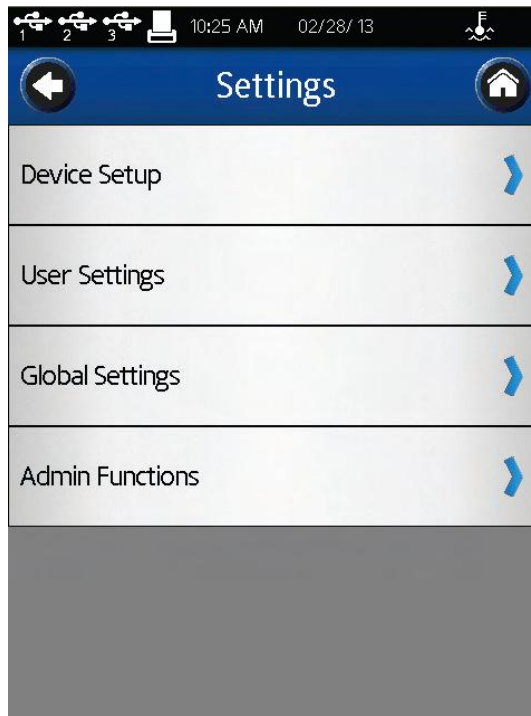 10:25 AM 02/28/13
1 2 3
Settings
Device Setup
User Settings
Global Settings
Admin Functions